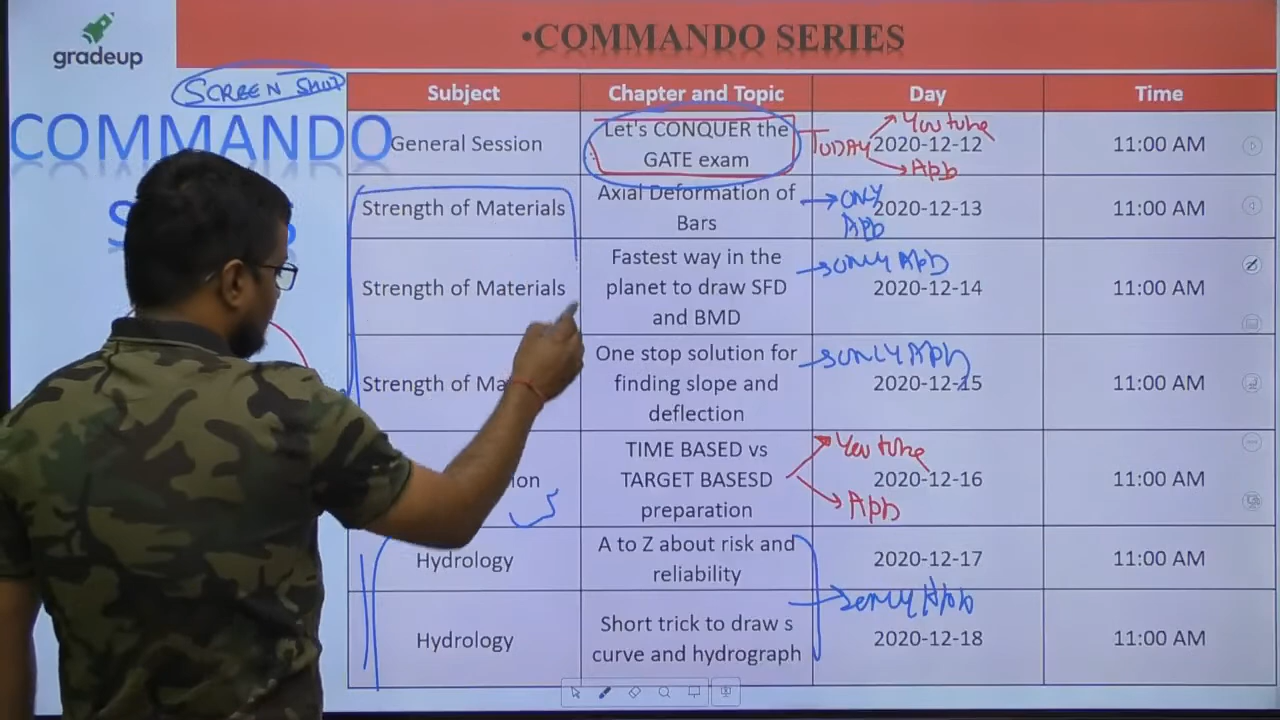 •COMMANDO SERIES
gradeup
SCREEN SHOT
COMMANDO
Subject
Chapter and Topic
Day
Time
General Session
Let's CONQUER the
GATE exam
TODAY
Youtube
App
2020-12-12
11:00 AM
Strength of Materials
Axial Deformation of
Bars
ONLY
App
2020-12-13
11:00 AM
Strength of Materials
Fastest way in the
planet to draw SFD
and BMD
only App
2020-12-14
11:00 AM
Strength of Ma
One stop solution for
finding slope and
deflection
ONLY App
2020-12-15
11:00 AM
ion
TIME BASED vs
TARGET BASESD
preparation
Youtube
App
2020-12-16
11:00 AM
Hydrology
A to Z about risk and
reliability
2020-12-17
11:00 AM
only App
Hydrology
Short trick to draw s
curve and hydrograph
2020-12-18
11:00 AM